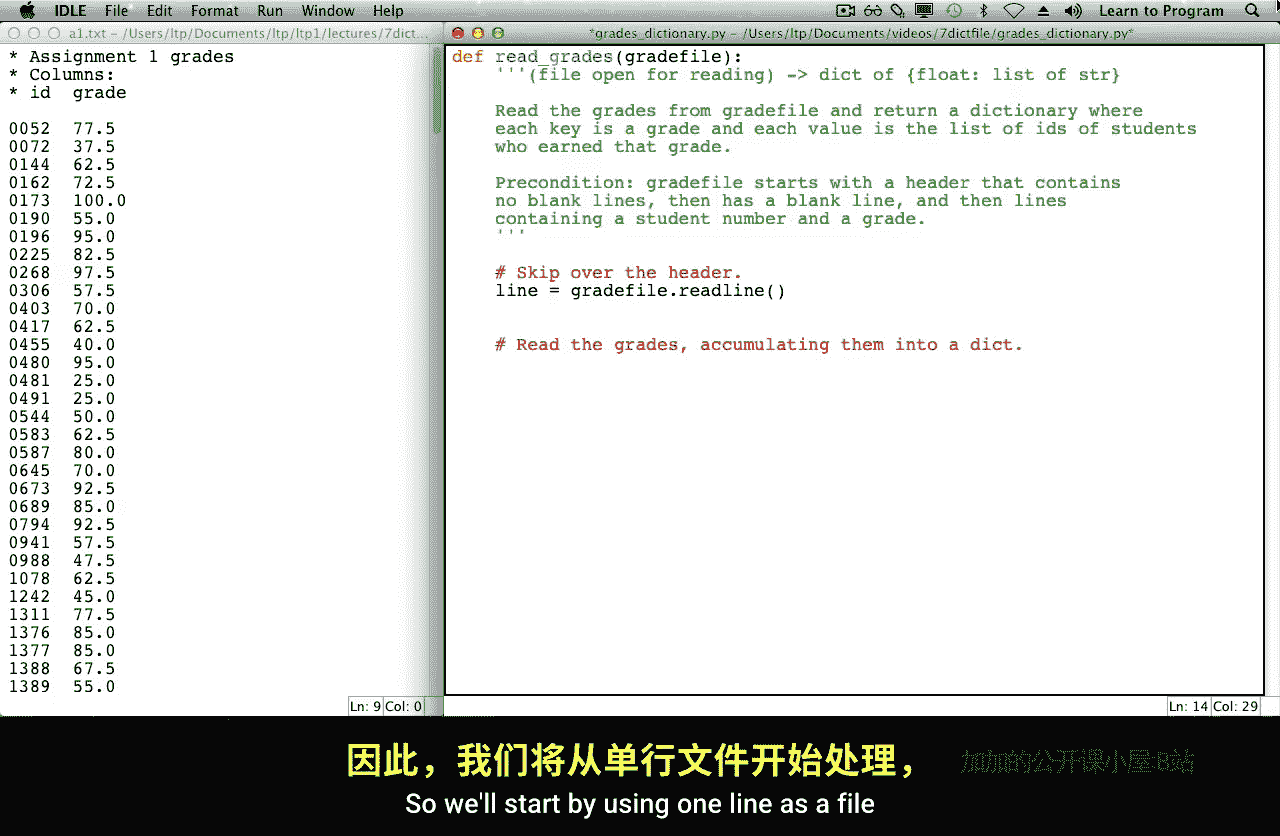 IDLE File Edit Format Run Window Help Learn to Program
a1.txt – /Users/ltp/Documents/ltp/ltp1/lectures/7dict...
* Assignment 1 grades
* Columns:
* id grade
0052 77.5
0072 37.5
0144 62.5
0162 72.5
0173 100.0
0190 55.0
0196 95.0
0225 82.5
0268 97.5
0306 57.5
0403 70.0
0417 62.5
0455 40.0
0480 95.0
0481 25.0
0491 25.0
0544 50.0
0583 62.5
0587 80.0
0645 70.0
0673 92.5
0689 85.0
0794 92.5
0941 57.5
0988 47.5
1078 62.5
1242 45.0
1311 77.5
1376 85.0
1377 85.0
1388 67.5
1389 55.0
Ln: 9 Col: 0
*grades_dictionary.py – /Users/ltp/Documents/videos/7dictfile/grades_dictionary.py*
def read_grades(gradefile):
'''(file open for reading) -> dict of {float: list of str}
Read the grades from gradefile and return a dictionary where
each key is a grade and each value is the list of ids of students
who earned that grade.
Precondition: gradefile starts with a header that contains
no blank lines, then has a blank line, and then lines
containing a student number and a grade.
'''
# Skip over the header.
line = gradefile.readline()
# Read the grades, accumulating them into a dict.
Ln: 14 Col: 29
因此，我们将从单行文件开始处理，
加加的公开课小屋:B站
So we'll start by using one line as a file